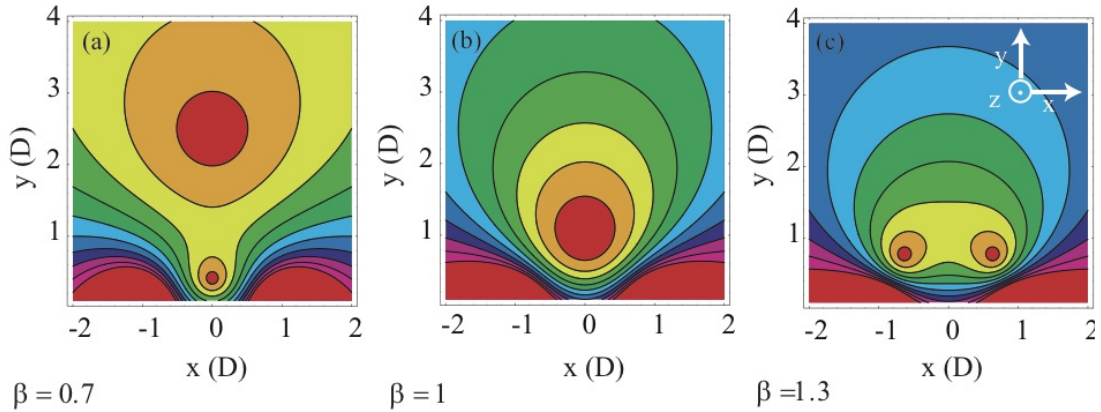 (a)
4
3
2
1
y (D)
-2 -1 0 1 2
x (D)
β = 0.7
(b)
4
3
2
1
y (D)
-2 -1 0 1 2
x (D)
β = 1
(c)
y
z
x
4
3
2
1
y (D)
-2 -1 0 1 2
x (D)
β = 1.3